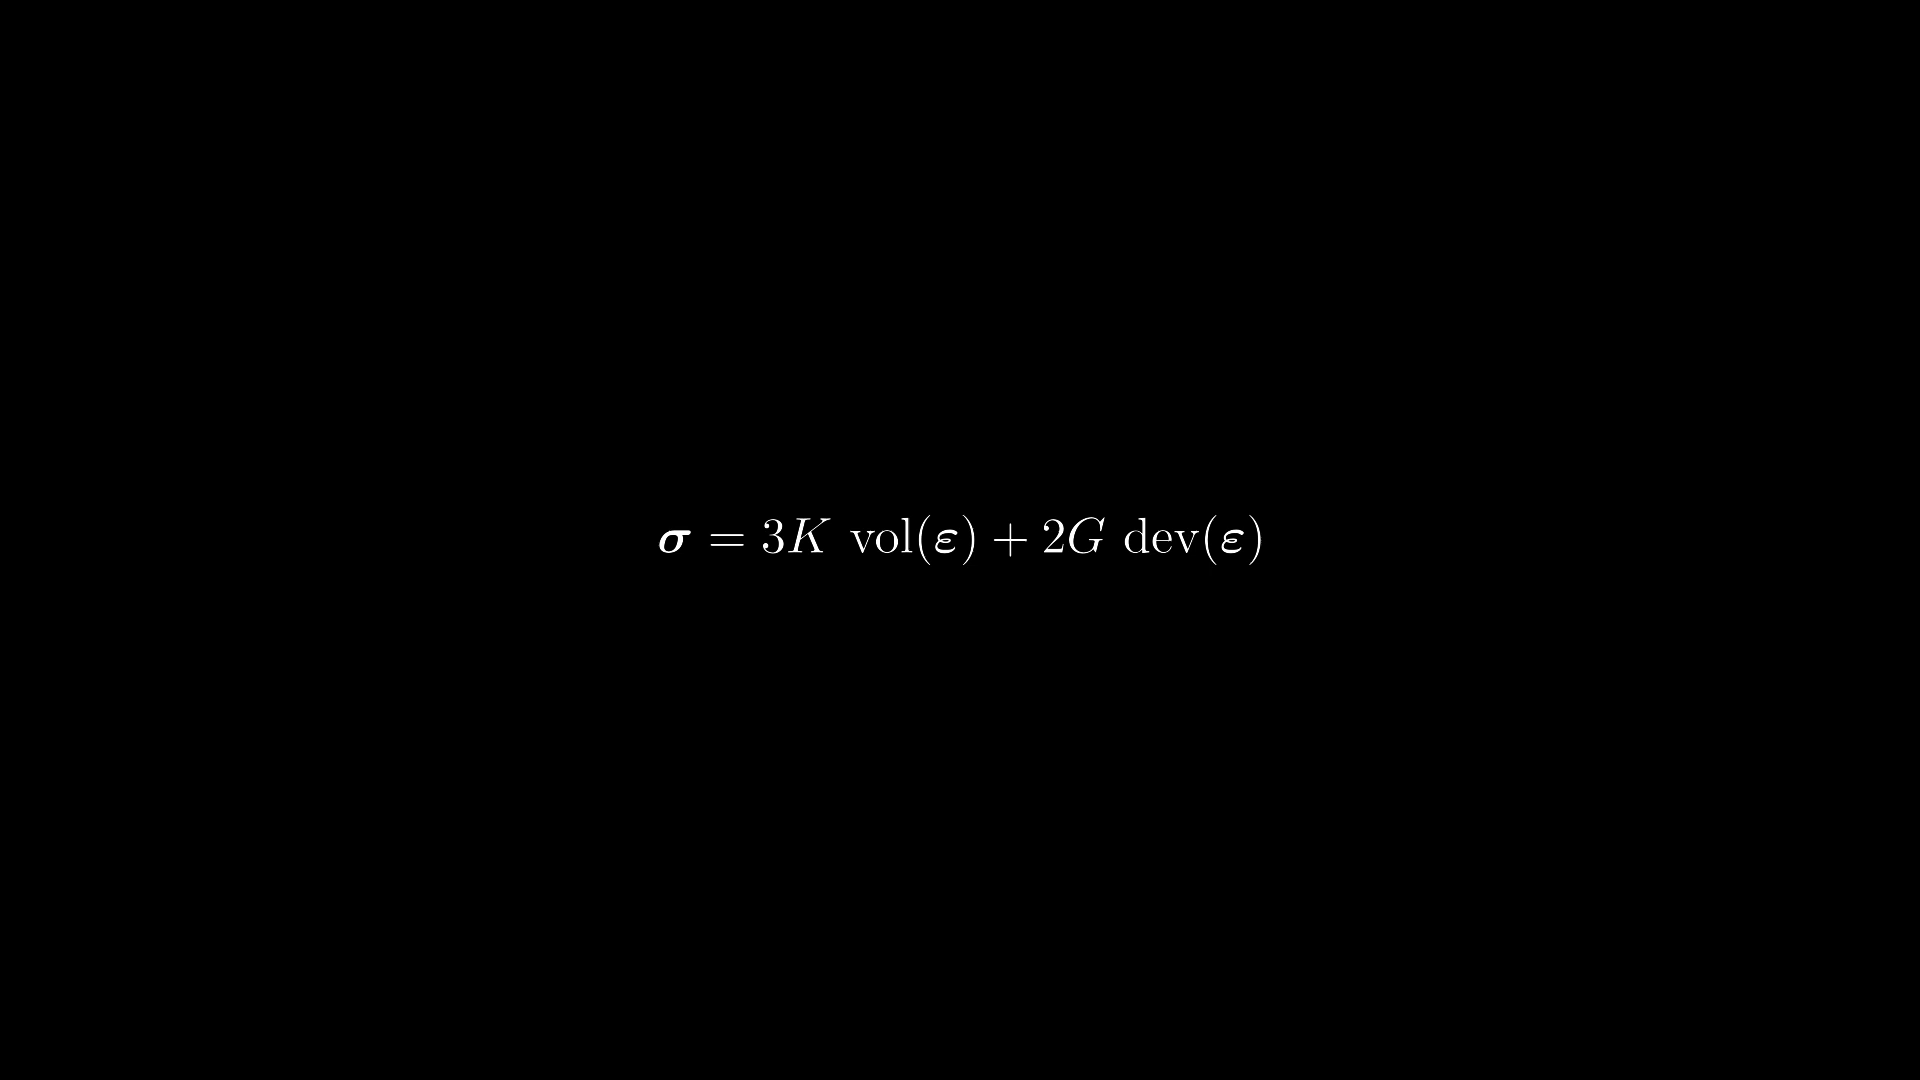 𝝈 = 3K vol(𝜺) + 2G dev(𝜺)